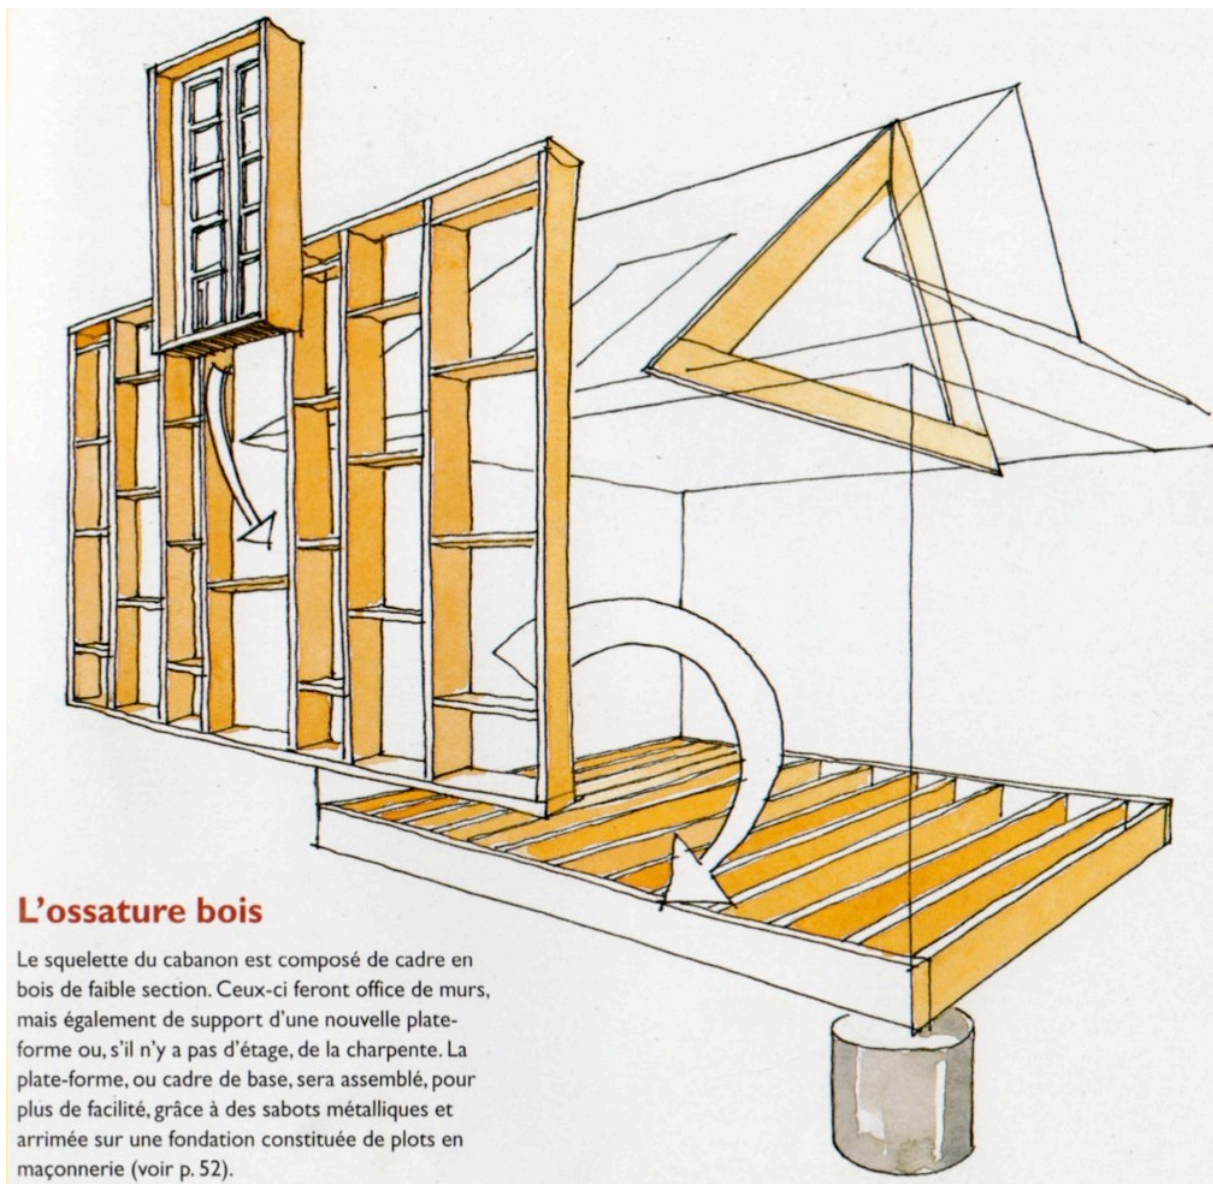 L'ossature bois
Le squelette du cabanon est composé de cadre en
bois de faible section. Ceux-ci feront office de murs,
mais également de support d'une nouvelle plate-
forme ou, s'il n'y a pas d'étage, de la charpente. La
plate-forme, ou cadre de base, sera assemblé, pour
plus de facilité, grâce à des sabots métalliques et
arrimée sur une fondation constituée de plots en
maçonnerie (voir p. 52).